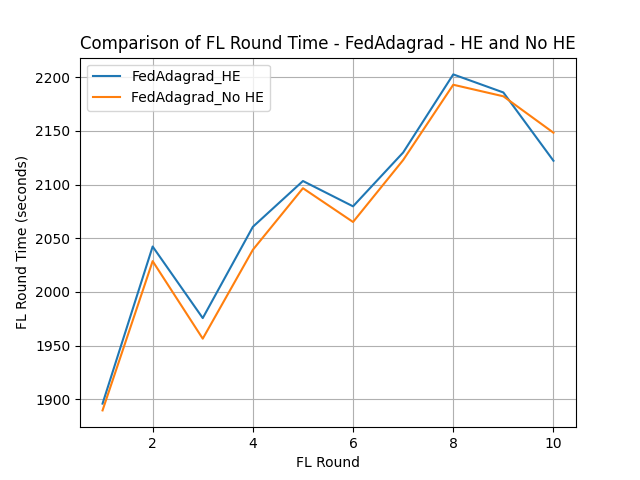 Comparison of FL Round Time - FedAdagrad - HE and No HE
FedAdagrad_HE
FedAdagrad_No HE
FL Round Time (seconds)
2200
2150
2100
2050
2000
1950
1900
2 4 6 8 10
FL Round